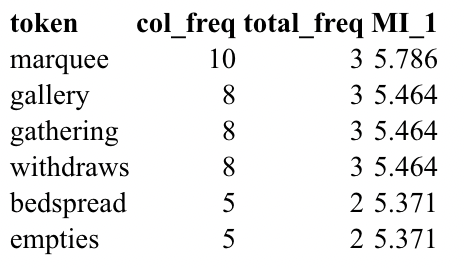 token col_freq total_freq MI_1
marquee 10 3 5.786
gallery 8 3 5.464
gathering 8 3 5.464
withdraws 8 3 5.464
bedspread 5 2 5.371
empties 5 2 5.371